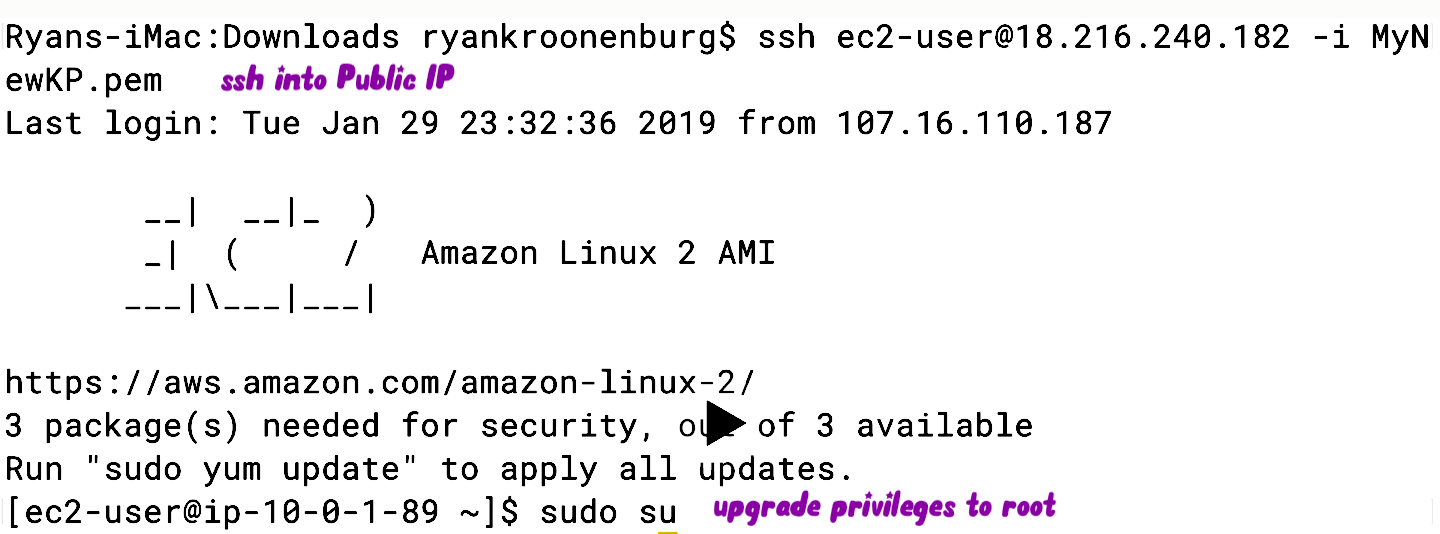 Ryans-iMac:Downloads ryankroonenburg$ ssh ec2-user@18.216.240.182 -i MyN
ewKP.pem ssh into Public IP
Last login: Tue Jan 29 23:32:36 2019 from 107.16.110.187
__|  __|_  )
_|  (     /   Amazon Linux 2 AMI
___|\___|___|
https://aws.amazon.com/amazon-linux-2/
3 package(s) needed for security, out of 3 available
Run "sudo yum update" to apply all updates.
[ec2-user@ip-10-0-1-89 ~]$ sudo su upgrade privileges to root